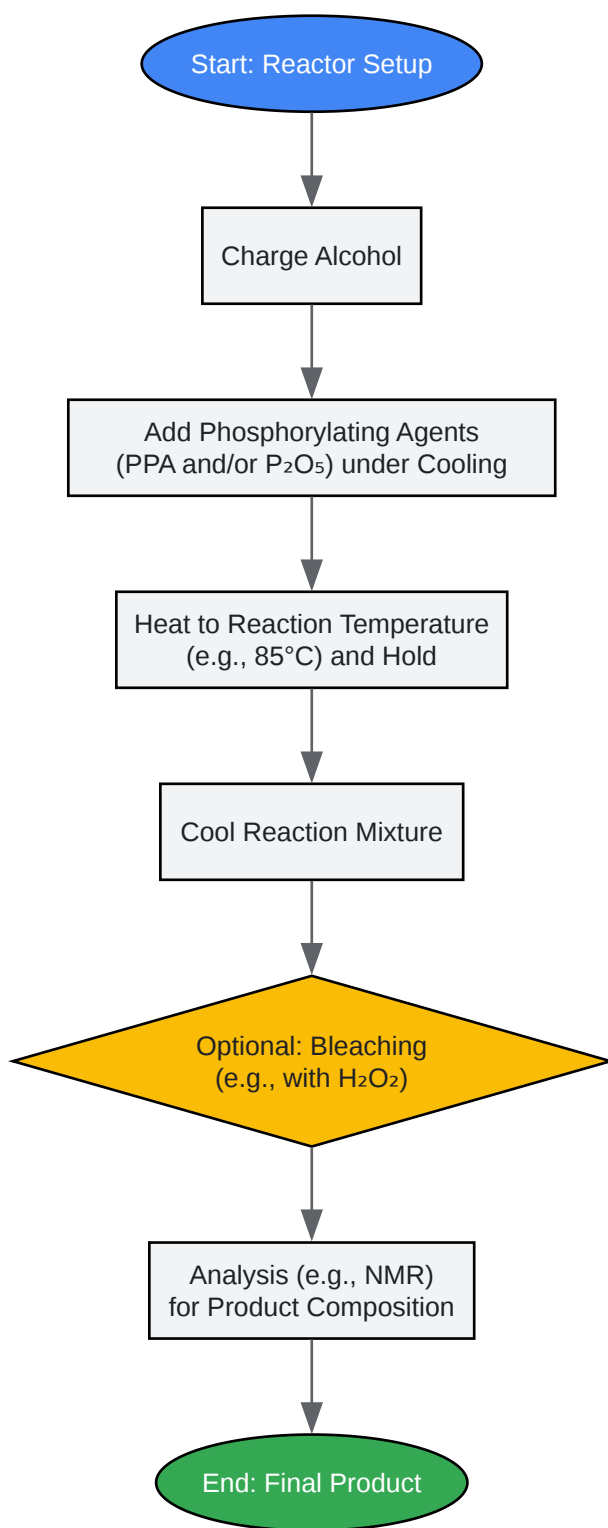 Start: Reactor Setup
Charge Alcohol
Add Phosphorylating Agents
(PPA and/or P₂O₅) under Cooling
Heat to Reaction Temperature
(e.g., 85°C) and Hold
Cool Reaction Mixture
Optional: Bleaching
(e.g., with H₂O₂)
Analysis (e.g., NMR)
for Product Composition
End: Final Product